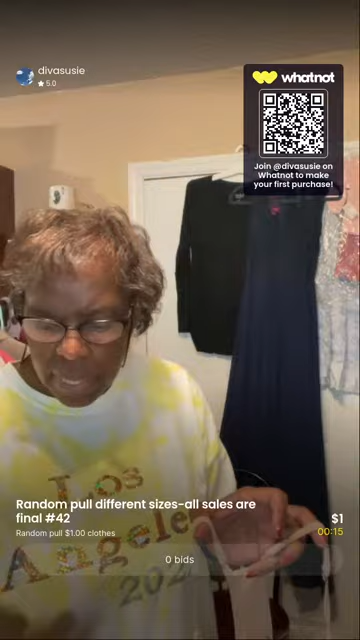 divasusie
★ 5.0
whatnot
Join @divasusie on
Whatnot to make
your first purchase!
Los
Angeles
202
Random pull different sizes-all sales are
final #42
$1
Random pull $1.00 clothes
00:15
0 bids